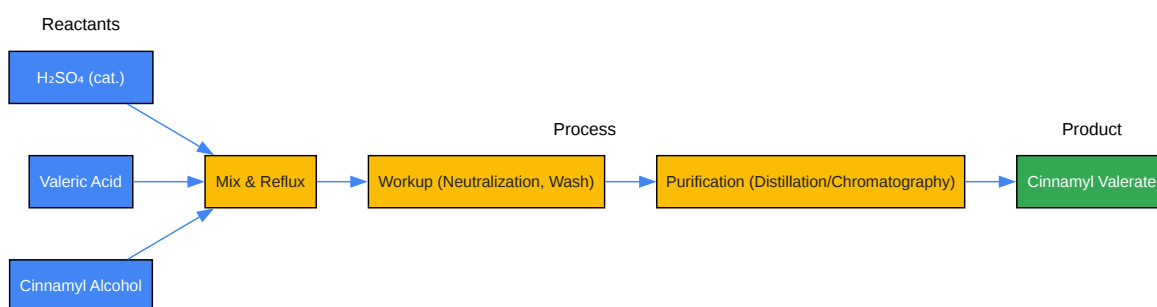 Reactants
H₂SO₄ (cat.)
Valeric Acid
Cinnamyl Alcohol
Process
Mix & Reflux
Workup (Neutralization, Wash)
Purification (Distillation/Chromatography)
Product
Cinnamyl Valerate